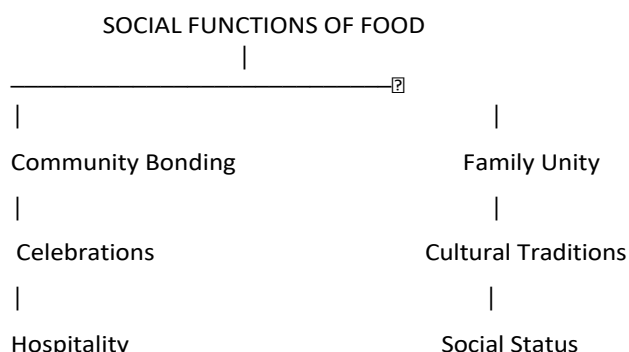 SOCIAL FUNCTIONS OF FOOD
Community Bonding Family Unity
Celebrations Cultural Traditions
Hospitality Social Status